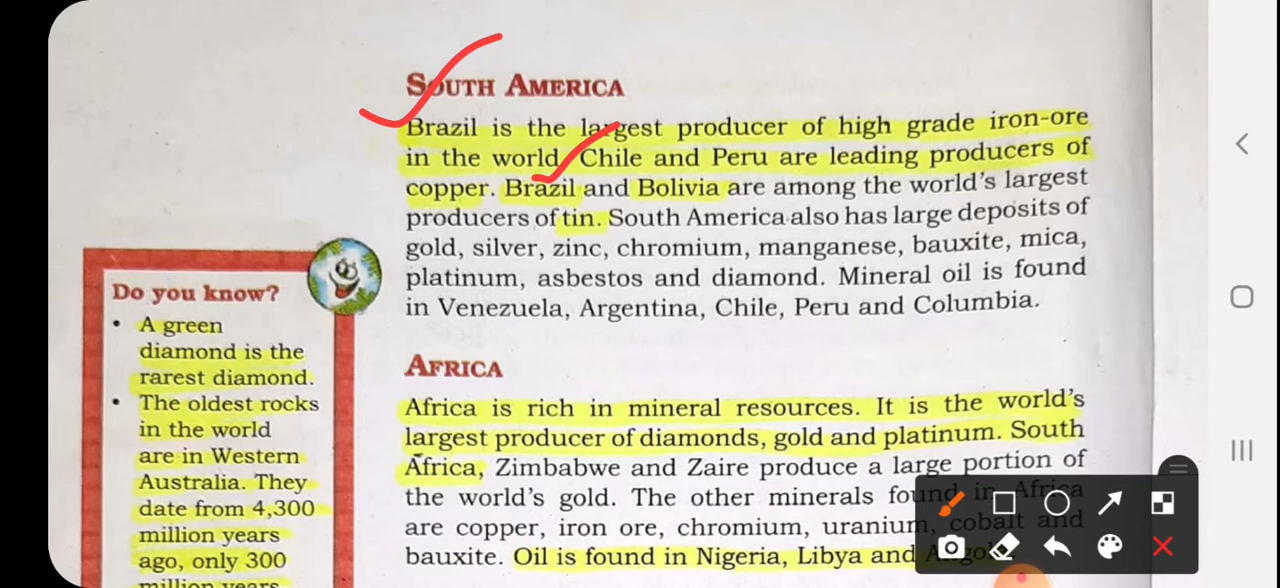 SOUTH AMERICA
Brazil is the largest producer of high grade iron-ore
in the world. Chile and Peru are leading producers of
copper. Brazil and Bolivia are among the world's largest
producers of tin. South America also has large deposits of
gold, silver, zinc, chromium, manganese, bauxite, mica,
platinum, asbestos and diamond. Mineral oil is found
in Venezuela, Argentina, Chile, Peru and Columbia.
Do you know?
• A green
diamond is the
rarest diamond.
• The oldest rocks
in the world
are in Western
Australia. They
date from 4,300
million years
ago, only 300
million years
AFRICA
Africa is rich in mineral resources. It is the world's
largest producer of diamonds, gold and platinum. South
Africa, Zimbabwe and Zaire produce a large portion of
the world's gold. The other minerals found in Africa
are copper, iron ore, chromium, uranium, cobalt and
bauxite. Oil is found in Nigeria, Libya and